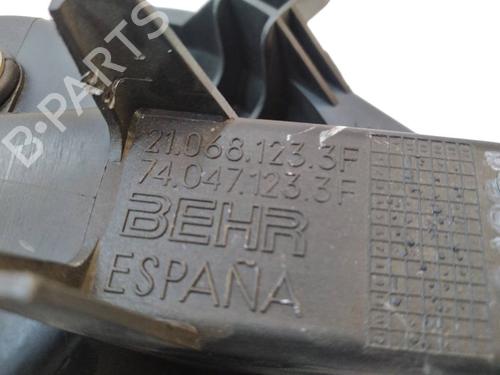 B-PARTS
21.068.123.3F
74.047.123.3F
BEHR
ESPAÑA